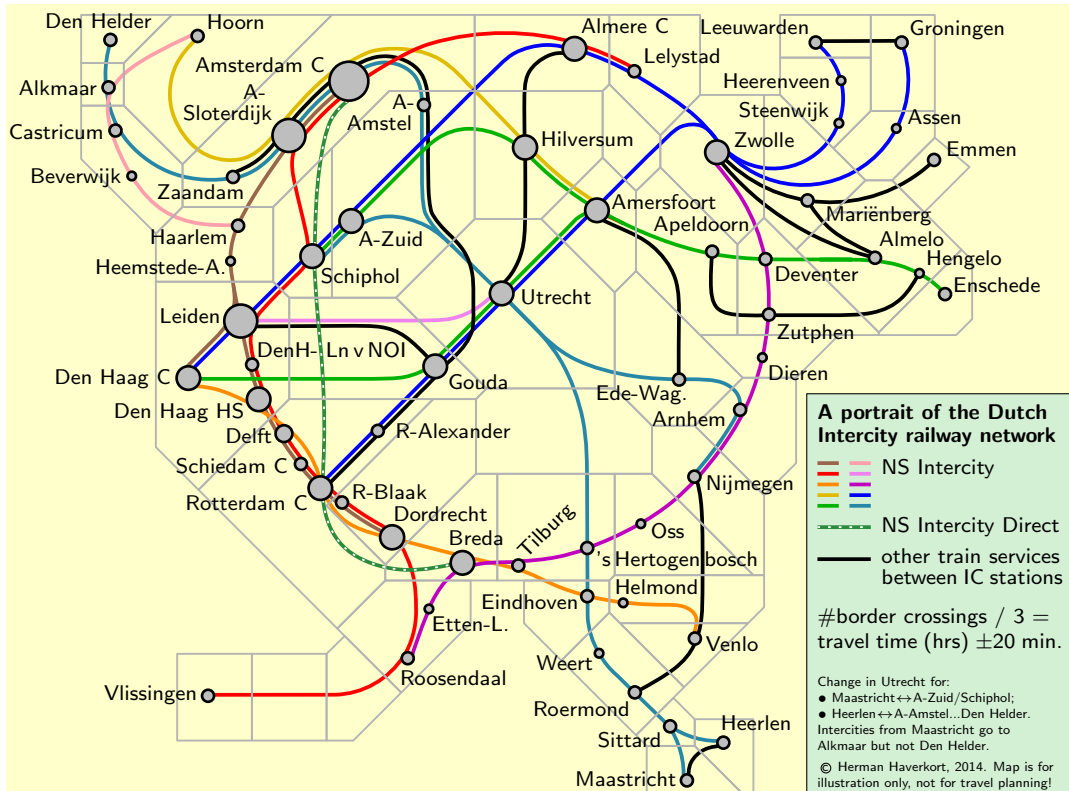 Den Helder
Hoorn
Almere C
Leeuwarden
Groningen
Amsterdam C
Lelystad
Alkmaar
A-
Sloterdijk
A-
Amstel
Heerenveen
Steenwijk
Assen
Castricum
Hilversum
Zwolle
Emmen
Beverwijk
Zaandam
Amersfoort
Mariënberg
Haarlem
A-Zuid
Apeldoorn
Almelo
Heemstede-A.
Schiphol
Deventer
Hengelo
Enschede
Leiden
Utrecht
Zutphen
DenH- Ln v NOI
Den Haag C
Gouda
Dieren
Den Haag HS
Ede-Wag.
Arnhem
Delft
R-Alexander
Schiedam C
Nijmegen
Rotterdam C
R-Blaak
Dordrecht
Breda
Tilburg
Oss
's Hertogenbosch
Eindhoven
Helmond
Etten-L.
Venlo
Weert
Roosendaal
Vlissingen
Roermond
Sittard
Heerlen
Maastricht
A portrait of the Dutch
Intercity railway network
NS Intercity
NS Intercity Direct
other train services
between IC stations
#border crossings / 3 =
travel time (hrs) ±20 min.
Change in Utrecht for:
• Maastricht↔A-Zuid/Schiphol;
• Heerlen↔A-Amstel...Den Helder.
Intercities from Maastricht go to
Alkmaar but not Den Helder.
© Herman Haverkort, 2014. Map is for
illustration only, not for travel planning!